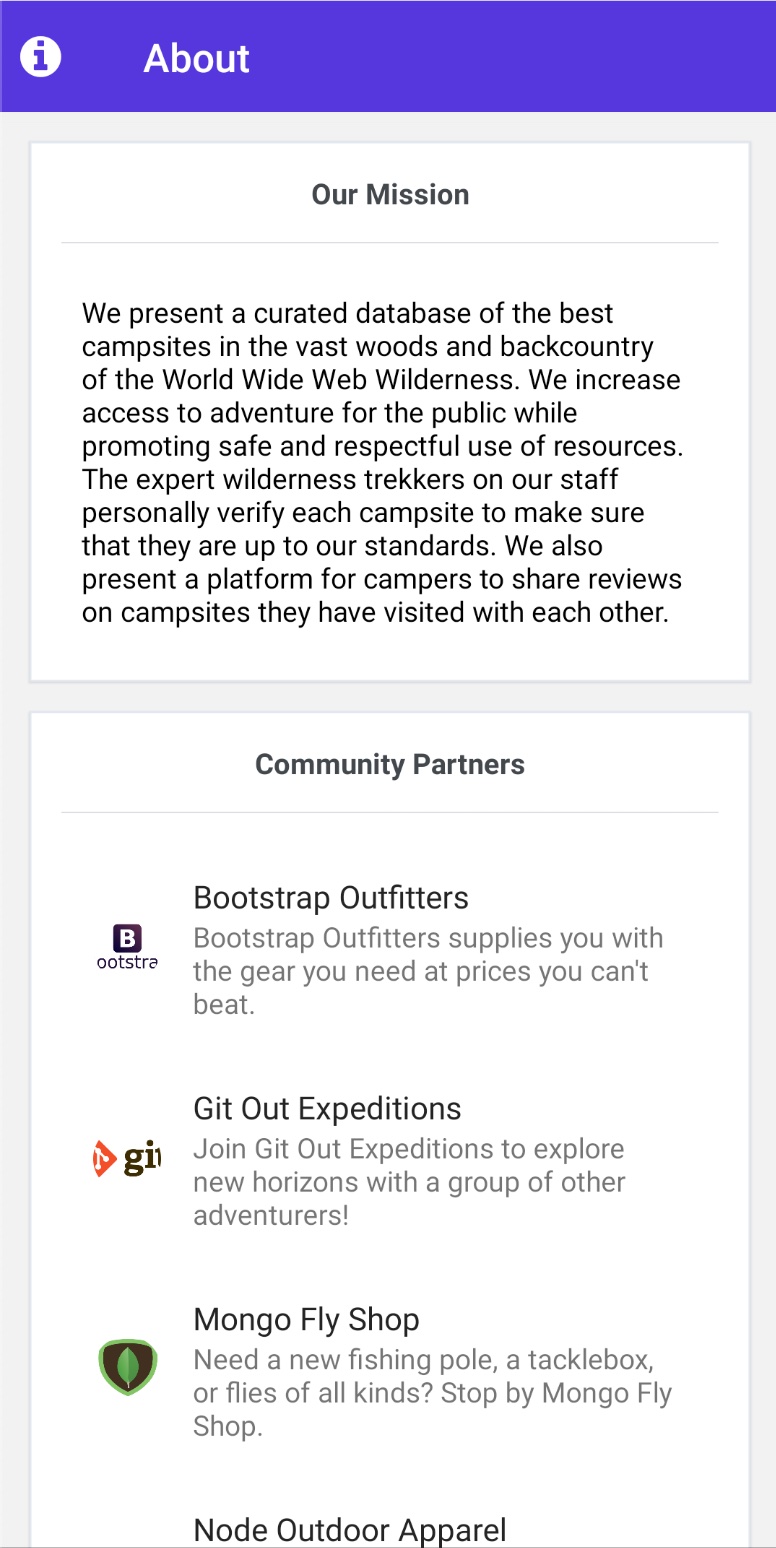 About
Our Mission
We present a curated database of the best
campsites in the vast woods and backcountry
of the World Wide Web Wilderness. We increase
access to adventure for the public while
promoting safe and respectful use of resources.
The expert wilderness trekkers on our staff
personally verify each campsite to make sure
that they are up to our standards. We also
present a platform for campers to share reviews
on campsites they have visited with each other.
Community Partners
Bootstrap Outfitters
B
ootstra
Bootstrap Outfitters supplies you with
the gear you need at prices you can't
beat.
Git Out Expeditions
git
Join Git Out Expeditions to explore
new horizons with a group of other
adventurers!
Mongo Fly Shop
Need a new fishing pole, a tacklebox,
or flies of all kinds? Stop by Mongo Fly
Shop.
Node Outdoor Apparel